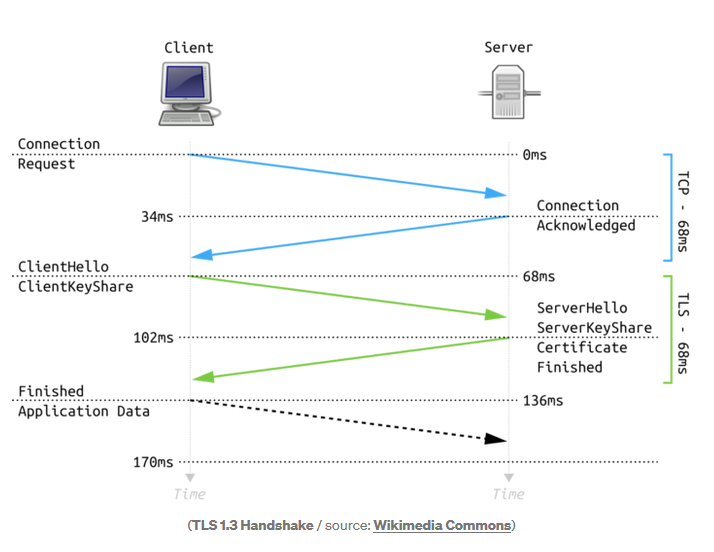 Client
Server
Connection
Request
0ms
34ms
Connection
Acknowledged
TCP - 68ms
ClientHello
ClientKeyShare
68ms
ServerHello
ServerKeyShare
Certificate
Finished
102ms
TLS - 68ms
Finished
Application Data
136ms
170ms
Time
Time
(TLS 1.3 Handshake / source: Wikimedia Commons)